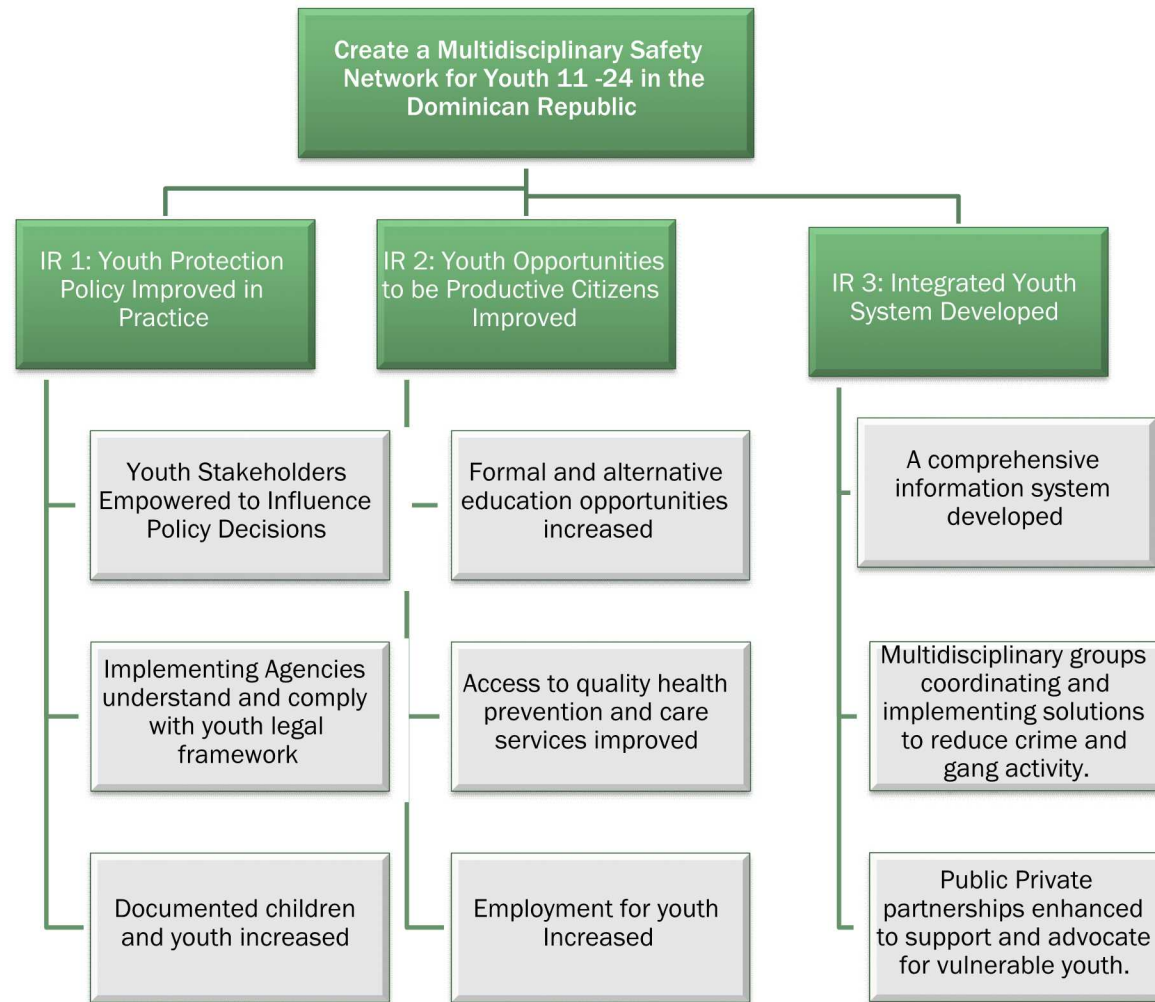 Create a Multidisciplinary Safety
Network for Youth 11 -24 in the
Dominican Republic
IR 1: Youth Protection
Policy Improved in
Practice
Youth Stakeholders
Empowered to Influence
Policy Decisions
Implementing Agencies
understand and comply
with youth legal
framework
Documented children
and youth increased
IR 2: Youth Opportunities
to be Productive Citizens
Improved
Formal and alternative
education opportunities
increased
Access to quality health
prevention and care
services improved
Employment for youth
Increased
IR 3: Integrated Youth
System Developed
A comprehensive
information system
developed
Multidisciplinary groups
coordinating and
implementing solutions
to reduce crime and
gang activity.
Public Private
partnerships enhanced
to support and advocate
for vulnerable youth.